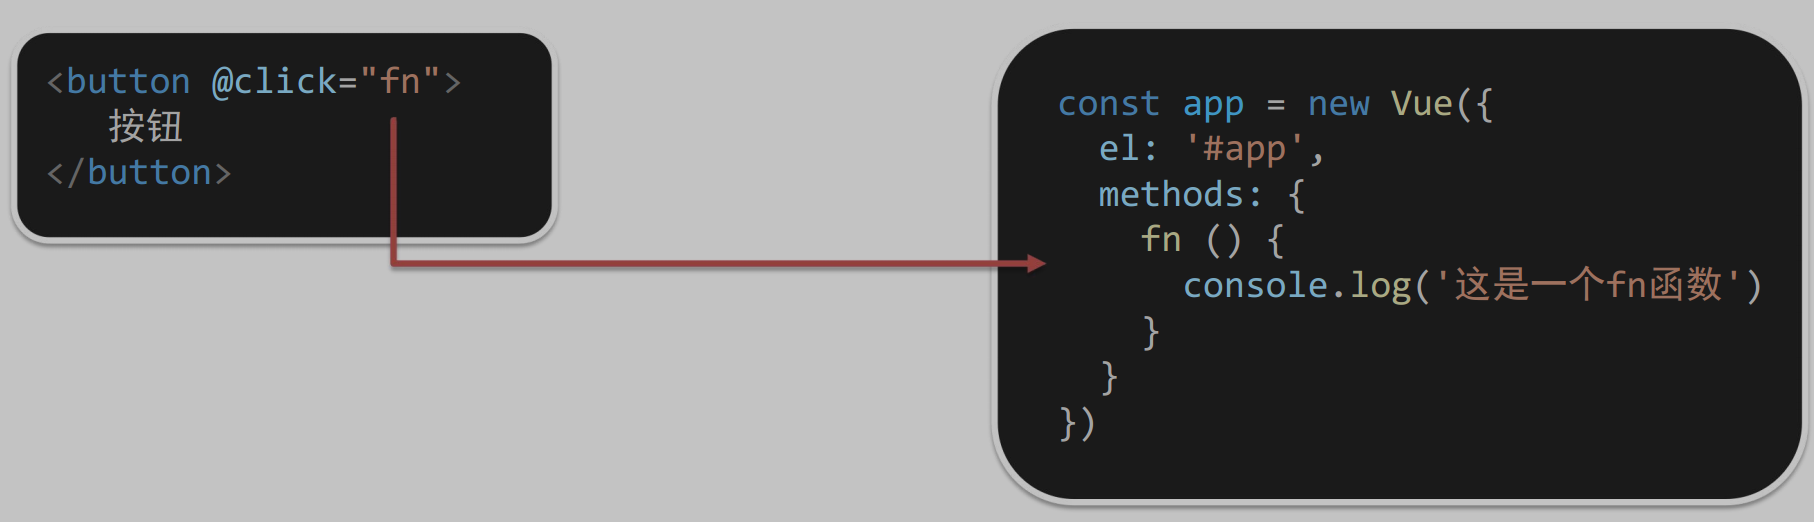 <button @click="fn">
按钮
</button>
const app = new Vue({
el: '#app',
methods: {
fn () {
console.log('这是一个fn函数')
}
}
})